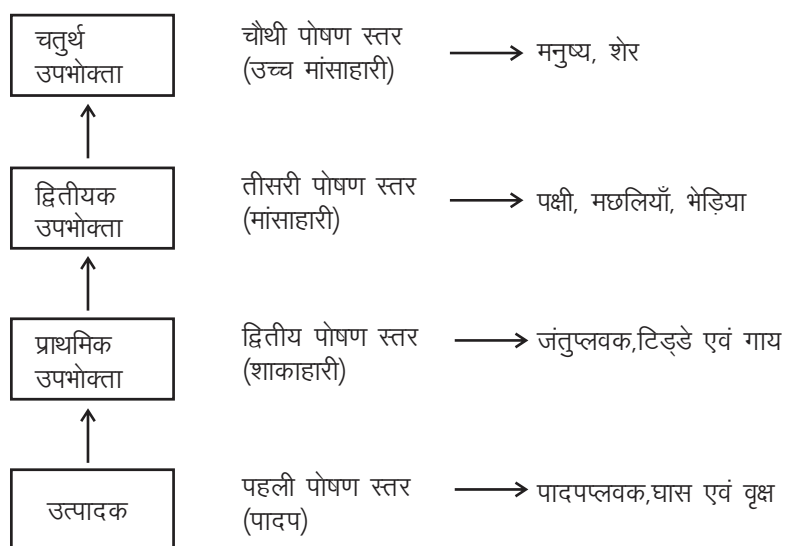 चतुर्थ
उपभोक्ता
चौथी पोषण स्तर
(उच्च मांसाहारी)
मनुष्य, शेर
द्वितीयक
उपभोक्ता
तीसरी पोषण स्तर
(मांसाहारी)
पक्षी, मछलियाँ, भेड़िया
प्राथमिक
उपभोक्ता
द्वितीय पोषण स्तर
(शाकाहारी)
जंतुप्लवक,टिड्डे एवं गाय
उत्पादक
पहली पोषण स्तर
(पादप)
पादपप्लवक,घास एवं वृक्ष